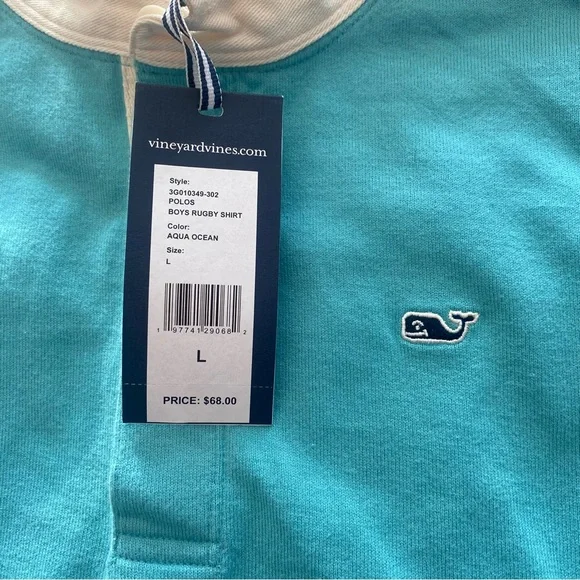 vineyardvines.com
Style:
3G010349-302
POLOS
BOYS RUGBY SHIRT
Color:
AQUA OCEAN
Size:
L
1 97741 29068 2
L
PRICE: $68.00